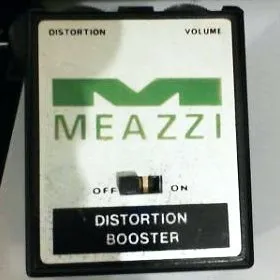 DISTORTION VOLUME
MEAZZI
OFF ON
DISTORTION
BOOSTER